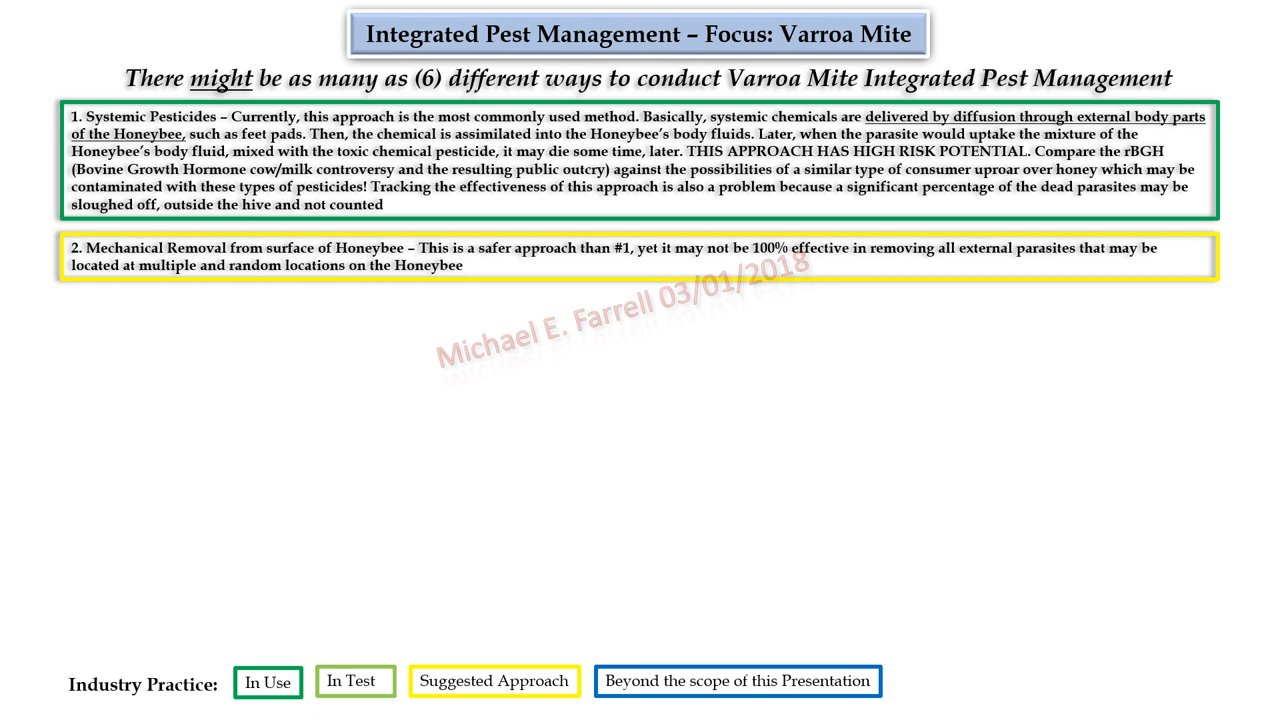 Integrated Pest Management – Focus: Varroa Mite
There might be as many as (6) different ways to conduct Varroa Mite Integrated Pest Management
1. Systemic Pesticides – Currently, this approach is the most commonly used method. Basically, systemic chemicals are delivered by diffusion through external body parts
of the Honeybee, such as feet pads. Then, the chemical is assimilated into the Honeybee’s body fluids. Later, when the parasite would uptake the mixture of the
Honeybee’s body fluid, mixed with the toxic chemical pesticide, it may die some time, later. THIS APPROACH HAS HIGH RISK POTENTIAL. Compare the rBGH
(Bovine Growth Hormone cow/milk controversy and the resulting public outcry) against the possibilities of a similar type of consumer uproar over honey which may be
contaminated with these types of pesticides! Tracking the effectiveness of this approach is also a problem because a significant percentage of the dead parasites may be
sloughed off, outside the hive and not counted
2. Mechanical Removal from surface of Honeybee – This is a safer approach than #1, yet it may not be 100% effective in removing all external parasites that may be
located at multiple and random locations on the Honeybee
Michael E. Farrell 03/01/2018
Industry Practice: In Use In Test Suggested Approach Beyond the scope of this Presentation